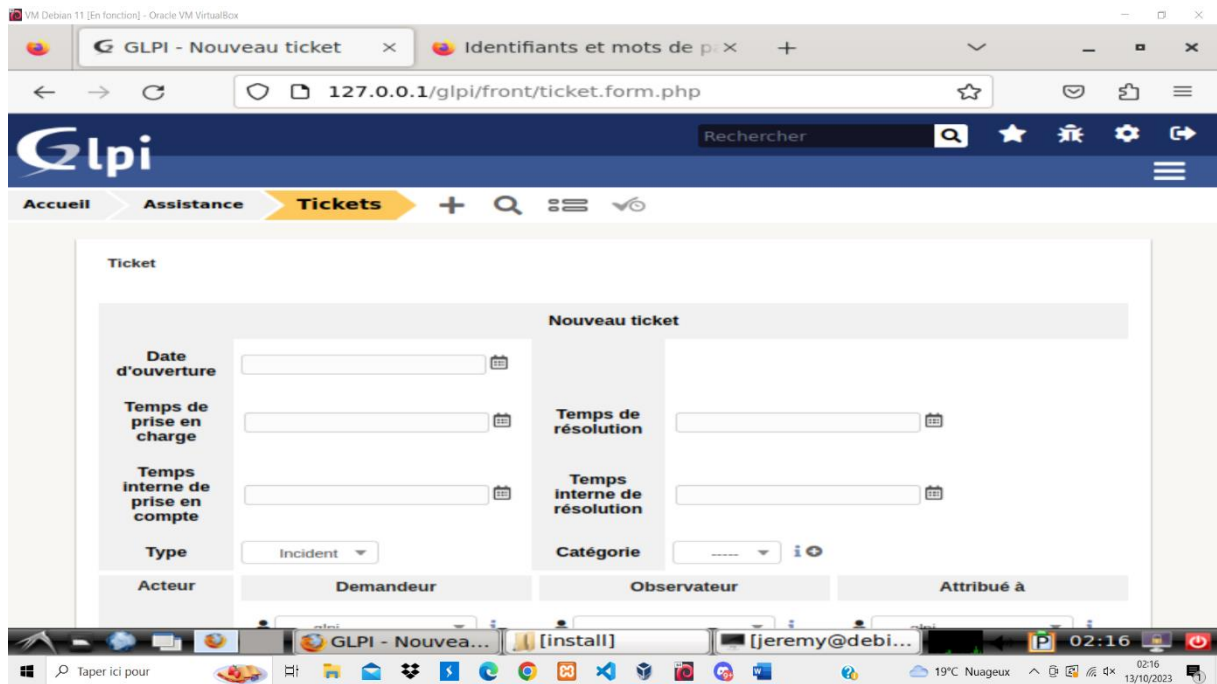 VM Debian 11 [En fonction] - Oracle VM VirtualBox
GLPI - Nouveau ticket
Identifiants et mots de pa
127.0.0.1/glpi/front/ticket.form.php
Glpi
Rechercher
Accueil
Assistance
Tickets
Ticket
Nouveau ticket
Date d'ouverture
Temps de prise en charge
Temps de résolution
Temps interne de prise en compte
Temps interne de résolution
Type
Incident
Catégorie
-----
Acteur
Demandeur
Observateur
Attribué à
glpi
glpi
GLPI - Nouvea...
[install]
[jeremy@debi...
02:16
Taper ici pour
19°C Nuageux
02:16
13/10/2023